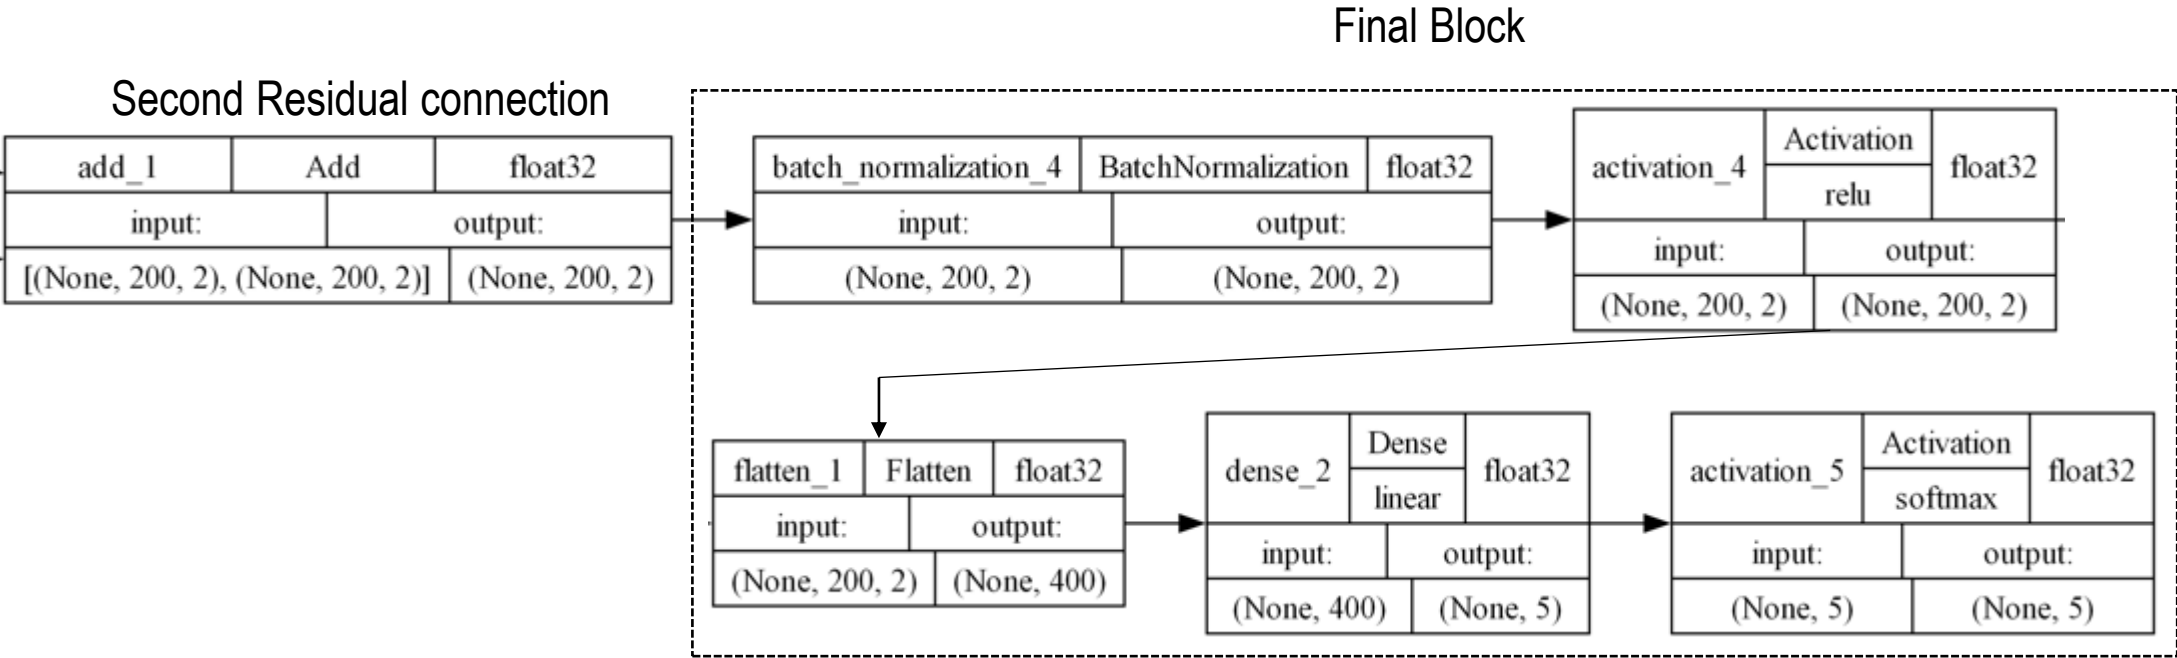 Final Block
Second Residual connection
add_1 Add float32
input: output:
[(None, 200, 2), (None, 200, 2)] (None, 200, 2)
batch_normalization_4 BatchNormalization float32
input: output:
(None, 200, 2) (None, 200, 2)
activation_4 Activation relu float32
input: output:
(None, 200, 2) (None, 200, 2)
flatten_1 Flatten float32
input: output:
(None, 200, 2) (None, 400)
dense_2 Dense linear float32
input: output:
(None, 400) (None, 5)
activation_5 Activation softmax float32
input: output:
(None, 5) (None, 5)